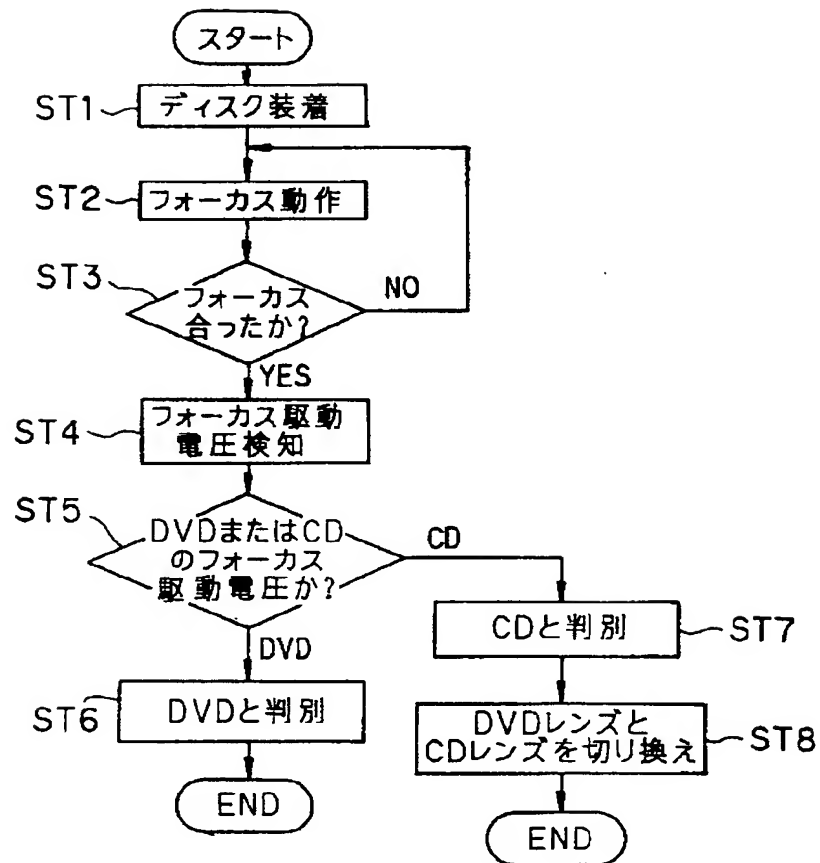 スタート
ST1
ディスク装着
ST2
フォーカス動作
ST3
フォーカス
合ったか?
NO
YES
ST4
フォーカス駆動
電圧検知
ST5
DVDまたはCD
のフォーカス
駆動電圧か?
CD
DVD
ST6
DVDと判別
END
CDと判別
ST7
DVDレンズと
CDレンズを切り換え
ST8
END